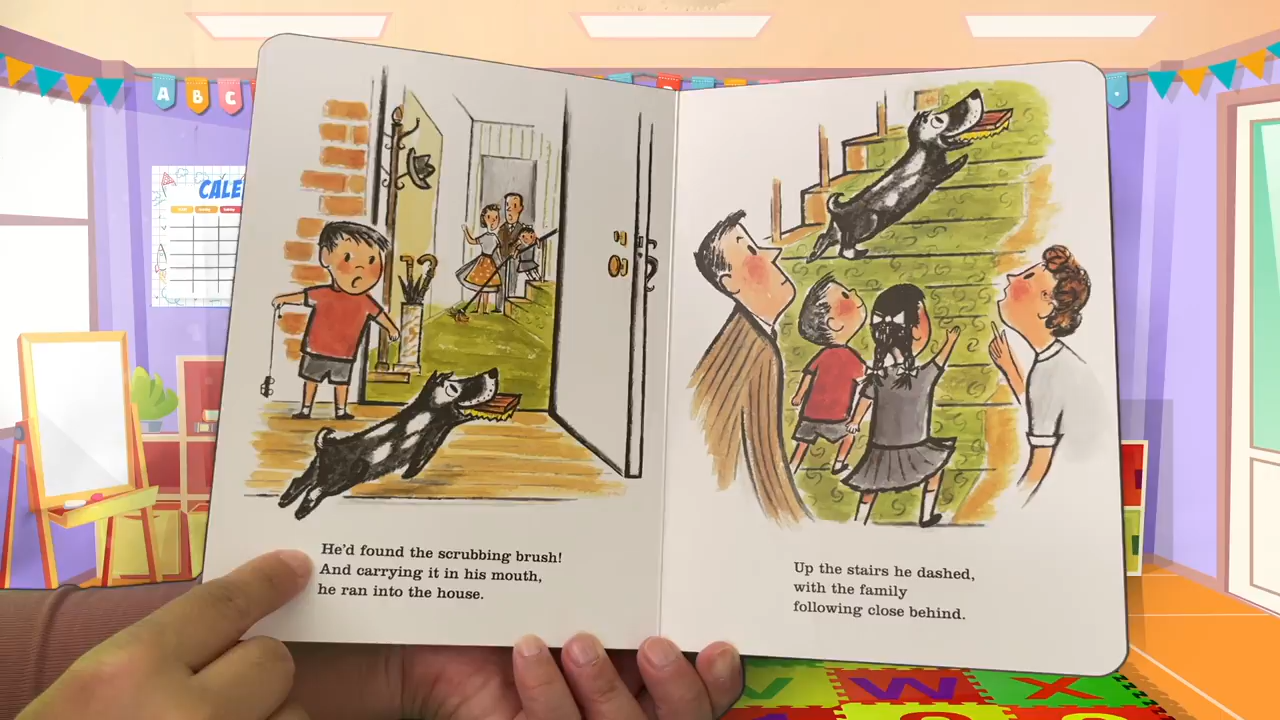 A B C
CALE
He'd found the scrubbing brush!
And carrying it in his mouth,
he ran into the house.
Up the stairs he dashed,
with the family
following close behind.
V W X